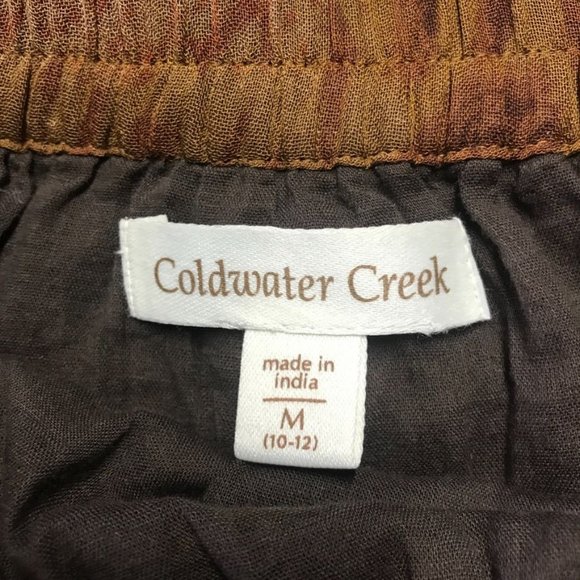 Coldwater Creek
made in
india
M
(10-12)